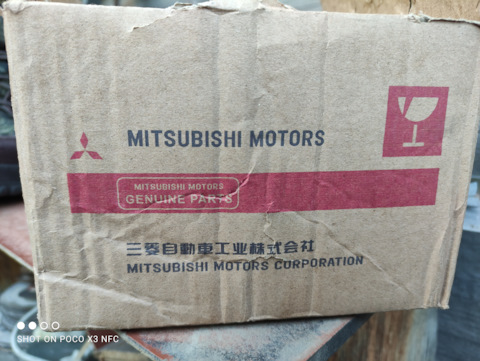 MITSUBISHI MOTORS
MITSUBISHI MOTORS
GENUINE PARTS
三菱自動車工业株式会社
MITSUBISHI MOTORS CORPORATION
SHOT ON POCO X3 NFC